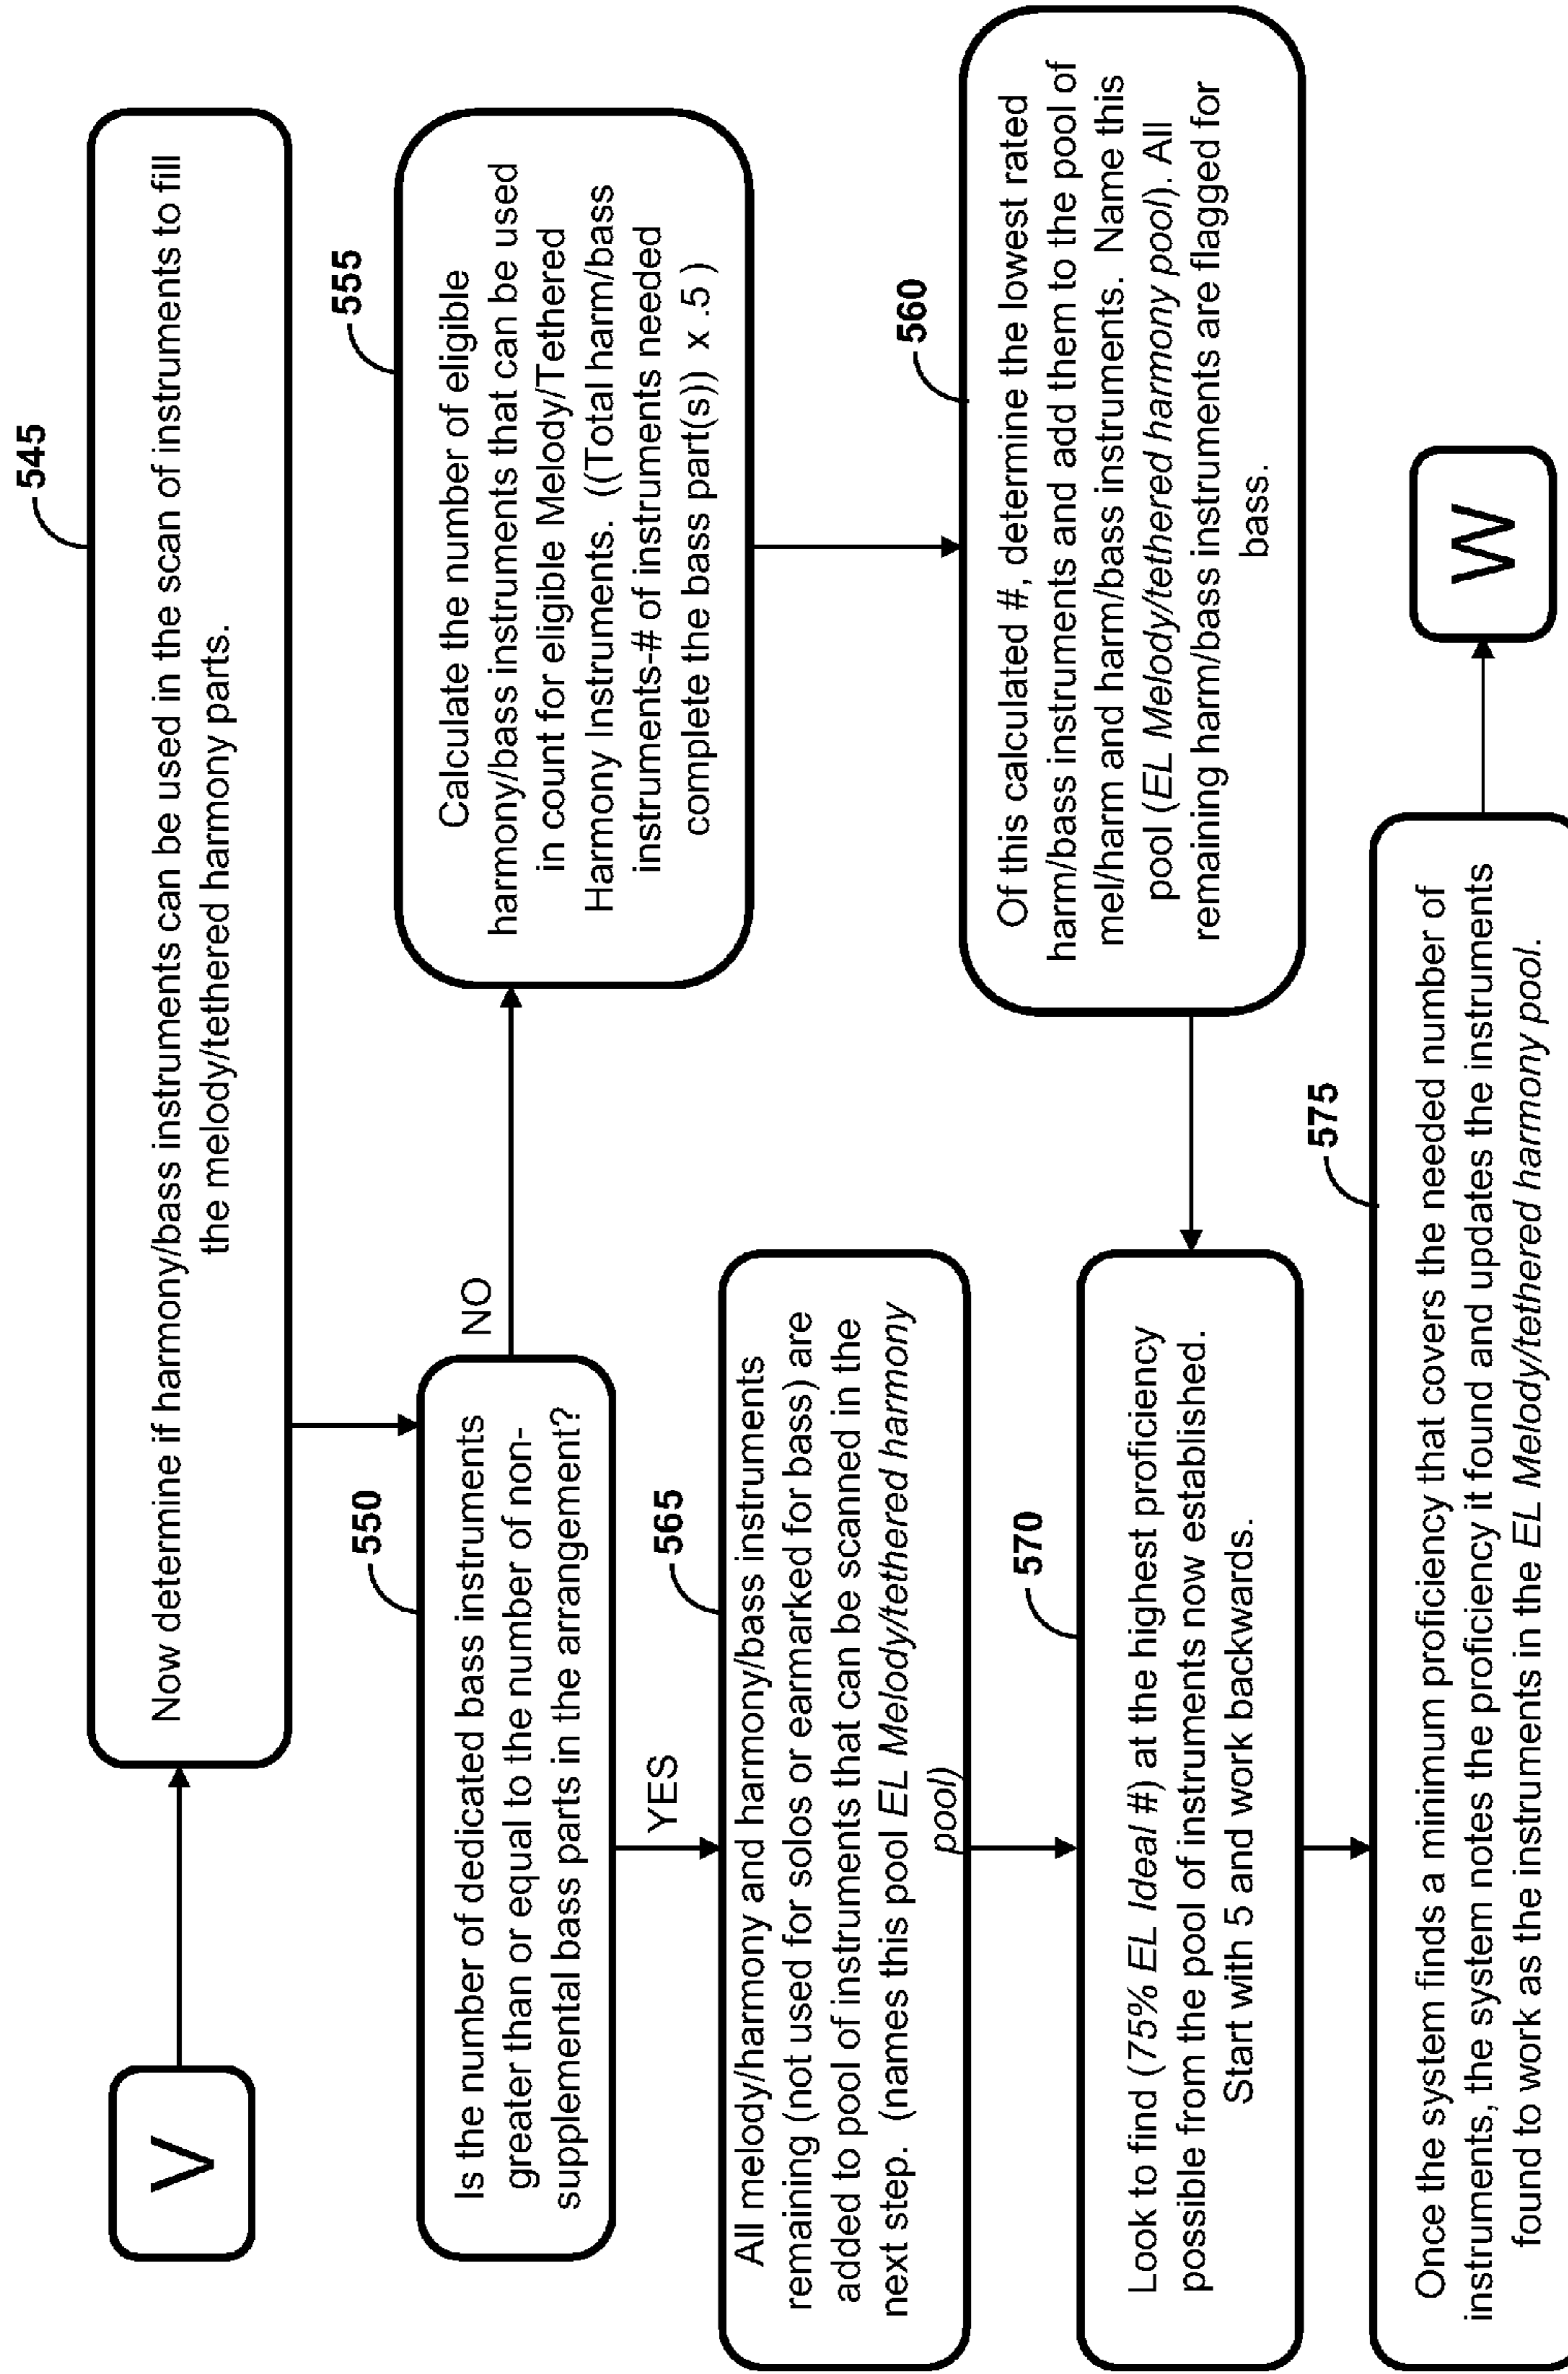 V
545
Now determine if harmony/bass instruments can be used in the scan of instruments to fill
the melody/tethered harmony parts.
550
Is the number of dedicated bass instruments
greater than or equal to the number of non-
supplemental bass parts in the arrangement?
NO
555
Calculate the number of eligible
harmony/bass instruments that can be used
in count for eligible Melody/Tethered
Harmony Instruments. ((Total harm/bass
instruments-# of instruments needed
complete the bass part(s)) x .5 )
560
Of this calculated #, determine the lowest rated
harm/bass instruments and add them to the pool of
mel/harm and harm/bass instruments. Name this
pool (EL Melody/tethered harmony pool). All
remaining harm/bass instruments are flagged for
bass.
YES
565
All melody/harmony and harmony/bass instruments
remaining (not used for solos or earmarked for bass) are
added to pool of instruments that can be scanned in the
next step. (names this pool EL Melody/tethered harmony
pool)
570
Look to find (75% EL Ideal #) at the highest proficiency
possible from the pool of instruments now established.
Start with 5 and work backwards.
575
Once the system finds a minimum proficiency that covers the needed number of
instruments, the system notes the proficiency it found and updates the instruments
found to work as the instruments in the EL Melody/tethered harmony pool.
W